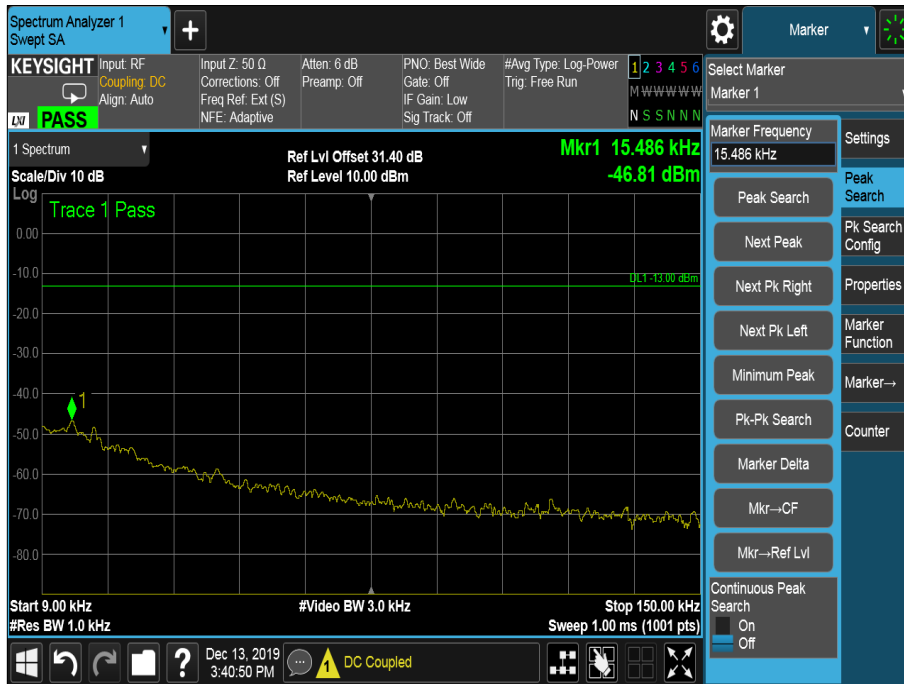 Spectrum Analyzer 1
Swept SA
+
Marker
KEYSIGHT
Input: RF
Coupling: DC
Align: Auto
LXI PASS
Input Z: 50 Ω
Corrections: Off
Freq Ref: Ext (S)
NFE: Adaptive
Atten: 6 dB
Preamp: Off
PNO: Best Wide
Gate: Off
IF Gain: Low
Sig Track: Off
#Avg Type: Log-Power
Trig: Free Run
1 2 3 4 5 6
M W W W W W
N S S N N N
Select Marker
Marker 1
1 Spectrum
Scale/Div 10 dB
Ref Lvl Offset 31.40 dB
Ref Level 10.00 dBm
Mkr1 15.486 kHz
-46.81 dBm
Log
Trace 1 Pass
0.00
-10.0
-20.0
-30.0
-40.0
-50.0
-60.0
-70.0
-80.0
DL1 -13.00 dBm
1
Start 9.00 kHz
#Res BW 1.0 kHz
#Video BW 3.0 kHz
Stop 150.00 kHz
Sweep 1.00 ms (1001 pts)
Marker Frequency
15.486 kHz
Peak Search
Next Peak
Next Pk Right
Next Pk Left
Minimum Peak
Pk-Pk Search
Marker Delta
Mkr→CF
Mkr→Ref Lvl
Continuous Peak
Search
On
Off
Settings
Peak
Search
Pk Search
Config
Properties
Marker
Function
Marker→
Counter
?
Dec 13, 2019
3:40:50 PM
1
DC Coupled